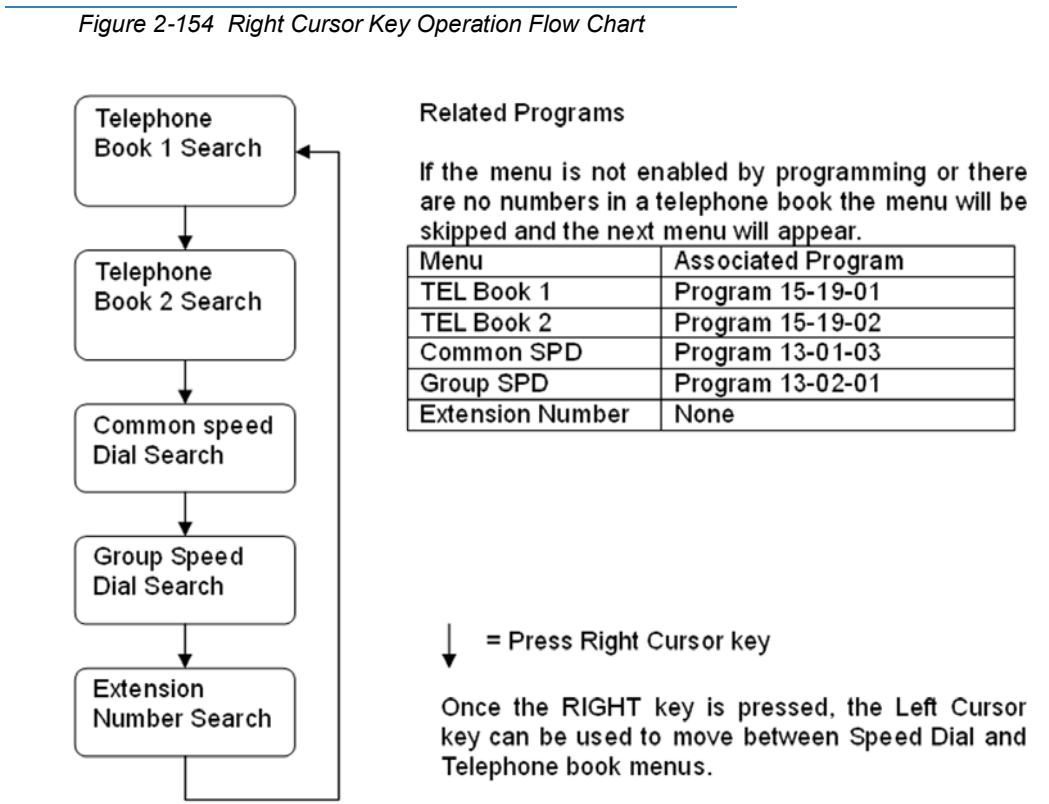 Figure 2-154  Right Cursor Key Operation Flow Chart
Telephone
Book 1 Search
Telephone
Book 2 Search
Common speed
Dial Search
Group Speed
Dial Search
Extension
Number Search
Related Programs
If the menu is not enabled by programming or there
are no numbers in a telephone book the menu will be
skipped and the next menu will appear.
Menu Associated Program
TEL Book 1 Program 15-19-01
TEL Book 2 Program 15-19-02
Common SPD Program 13-01-03
Group SPD Program 13-02-01
Extension Number None
= Press Right Cursor key
Once the RIGHT key is pressed, the Left Cursor
key can be used to move between Speed Dial and
Telephone book menus.